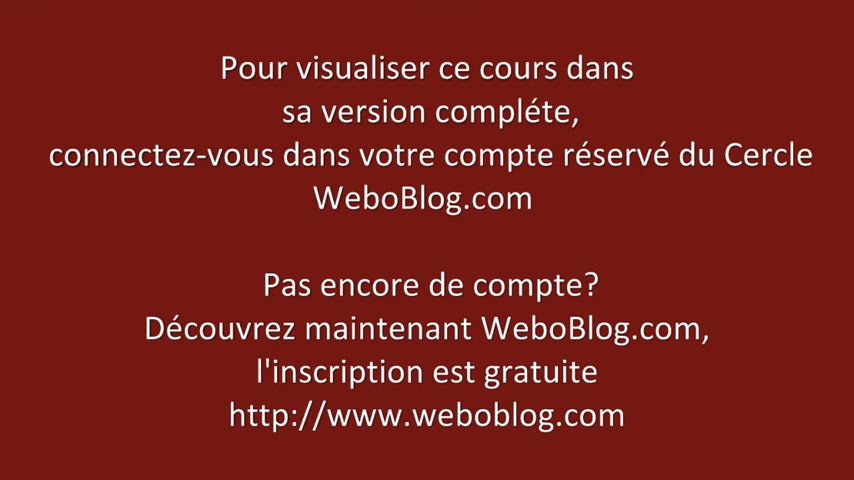 Pour visualiser ce cours dans
sa version compléte,
connectez-vous dans votre compte réservé du Cercle
WeboBlog.com
Pas encore de compte?
Découvrez maintenant WeboBlog.com,
l'inscription est gratuite
http://www.weboblog.com